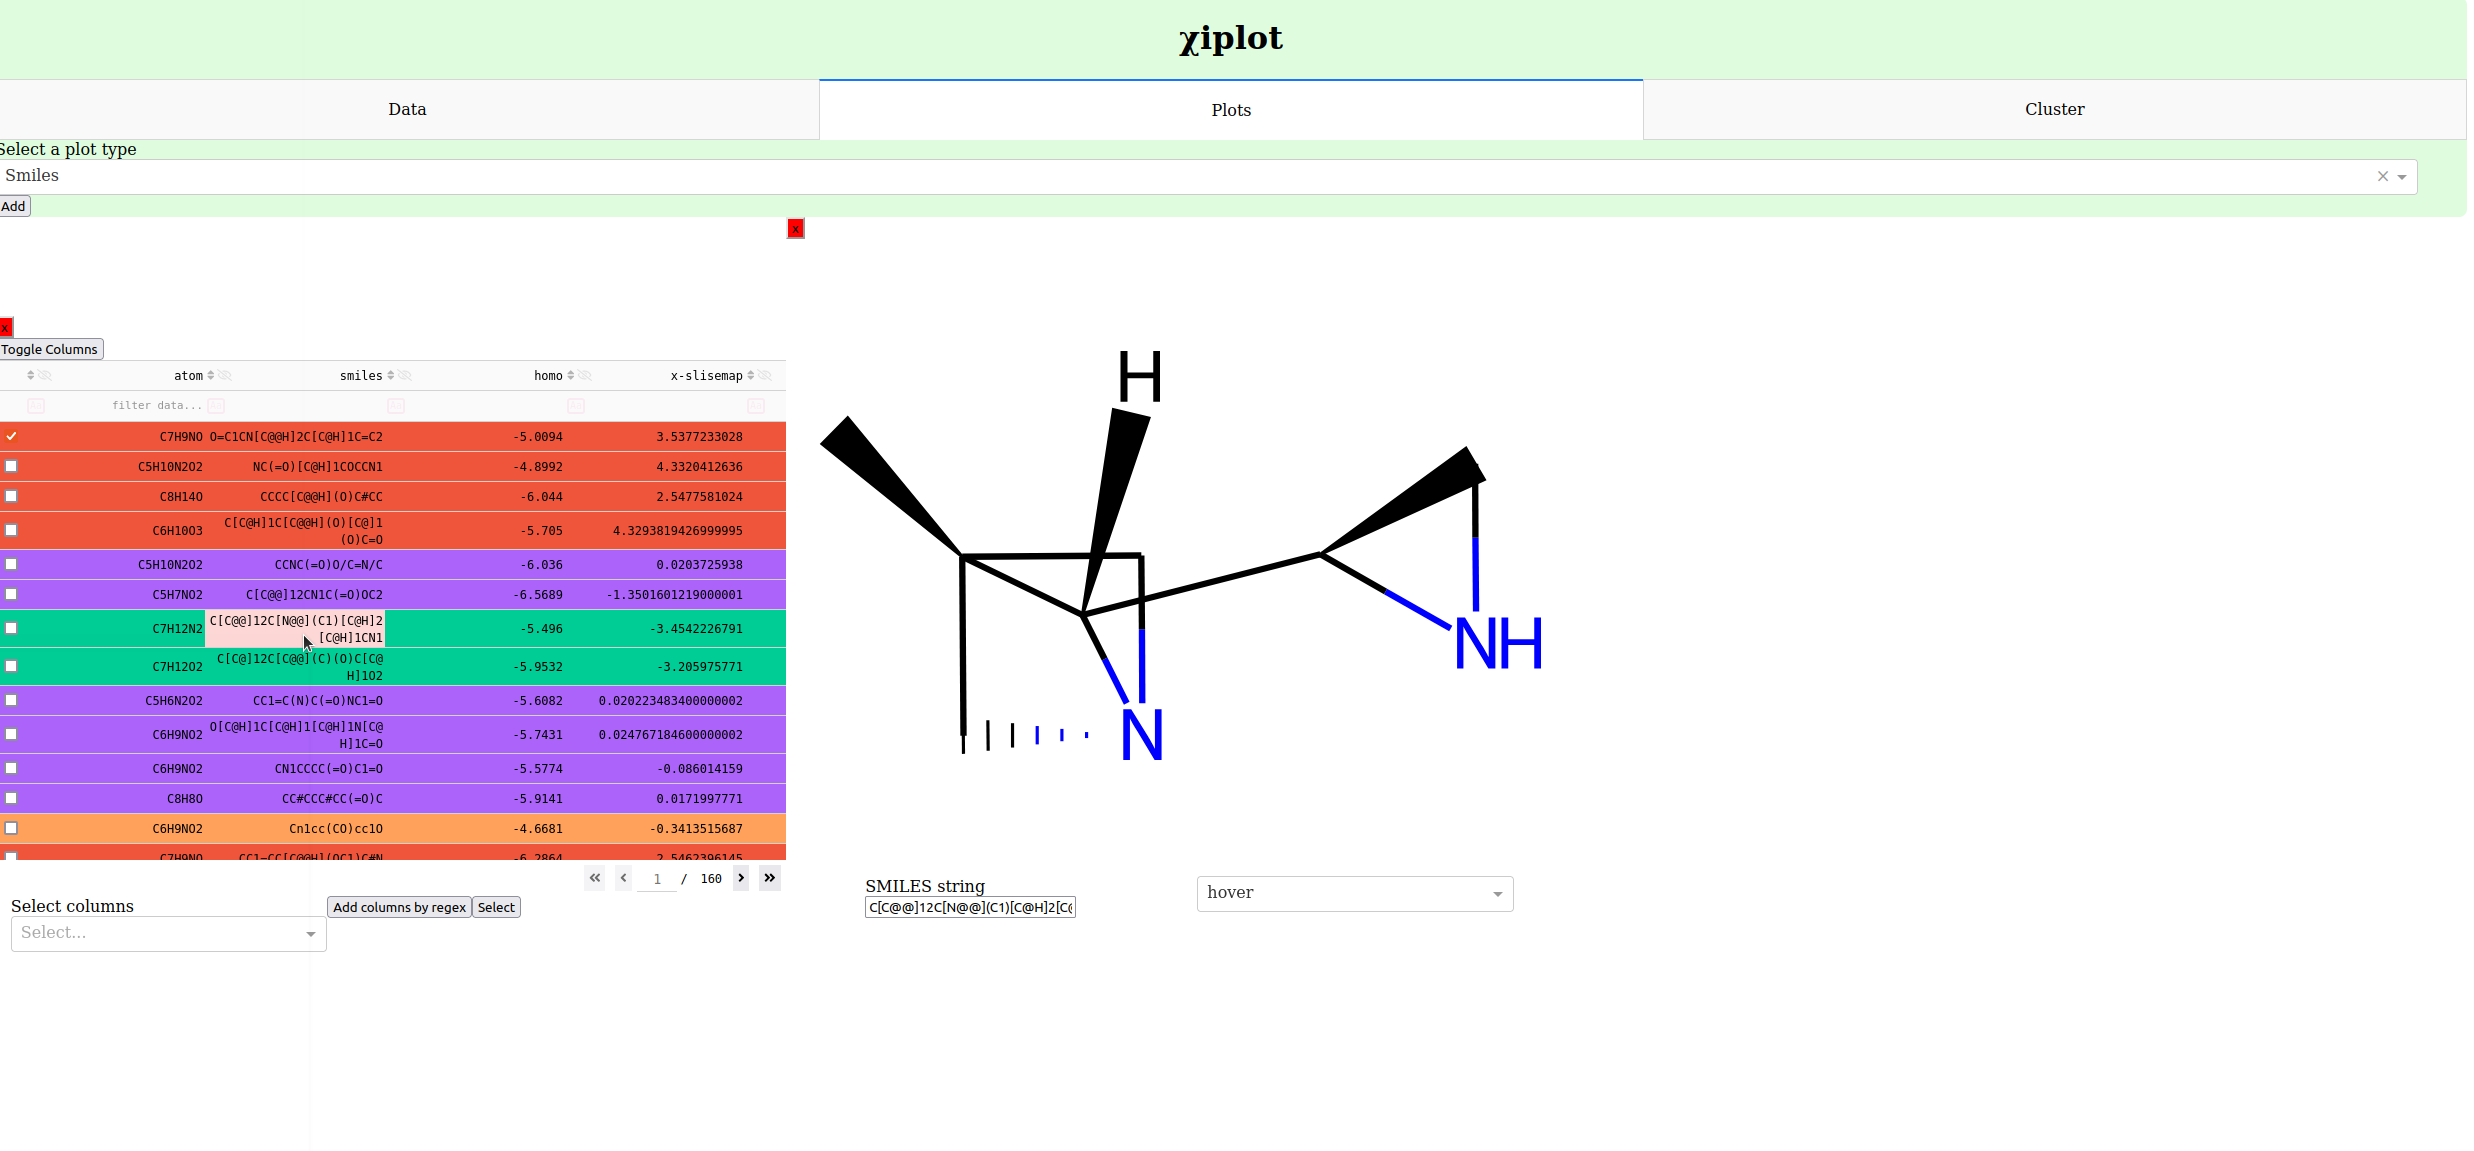 χiplot
Data
Plots
Cluster
Select a plot type
Smiles
Add
x
x
Toggle Columns
atom smiles homo x-slisemap
filter data...
C7H9NO O=C1CN[C@@H]2C[C@H]1C=C2 -5.0094 3.5377233028
C5H10N2O2 NC(=O)[C@H]1COCCN1 -4.8992 4.3320412636
C8H14O CCCC[C@@H](O)C#CC -6.044 2.5477581024
C6H10O3 C[C@H]1C[C@@H](O)[C@]1 -5.705 4.3293819426999995
(O)C=O
C5H10N2O2 CCNC(=O)O/C=N/C -6.036 0.0203725938
C5H7NO2 C[C@@]12CN1C(=O)OC2 -6.5689 -1.3501601219000001
C7H12N2 C[C@@]12C[N@@](C1)[C@H]2 -5.496 -3.4542226791
[C@H]1CN1
C7H12O2 C[C@]12C[C@@](C)(O)C[C@ -5.9532 -3.205975771
H]1O2
C5H6N2O2 CC1=C(N)C(=O)NC1=O -5.6082 0.020223483400000002
C6H9NO2 O[C@H]1C[C@H]1[C@H]1N[C@ -5.7431 0.024767184600000002
H]1C=O
C6H9NO2 CN1CCCC(=O)C1=O -5.5774 -0.086014159
C8H8O CC#CCC#CC(=O)C -5.9141 0.0171997771
C6H9NO2 Cn1cc(CO)cc1O -4.6681 -0.3413515687
C7H9NO CC1=CC[C@@H](OC1)C#N -6.2864 2.5462396145
1 / 160
Select columns
Select...
Add columns by regex
Select
H
NH
N
SMILES string
C[C@@]12C[N@@](C1)[C@H]2[C@
hover